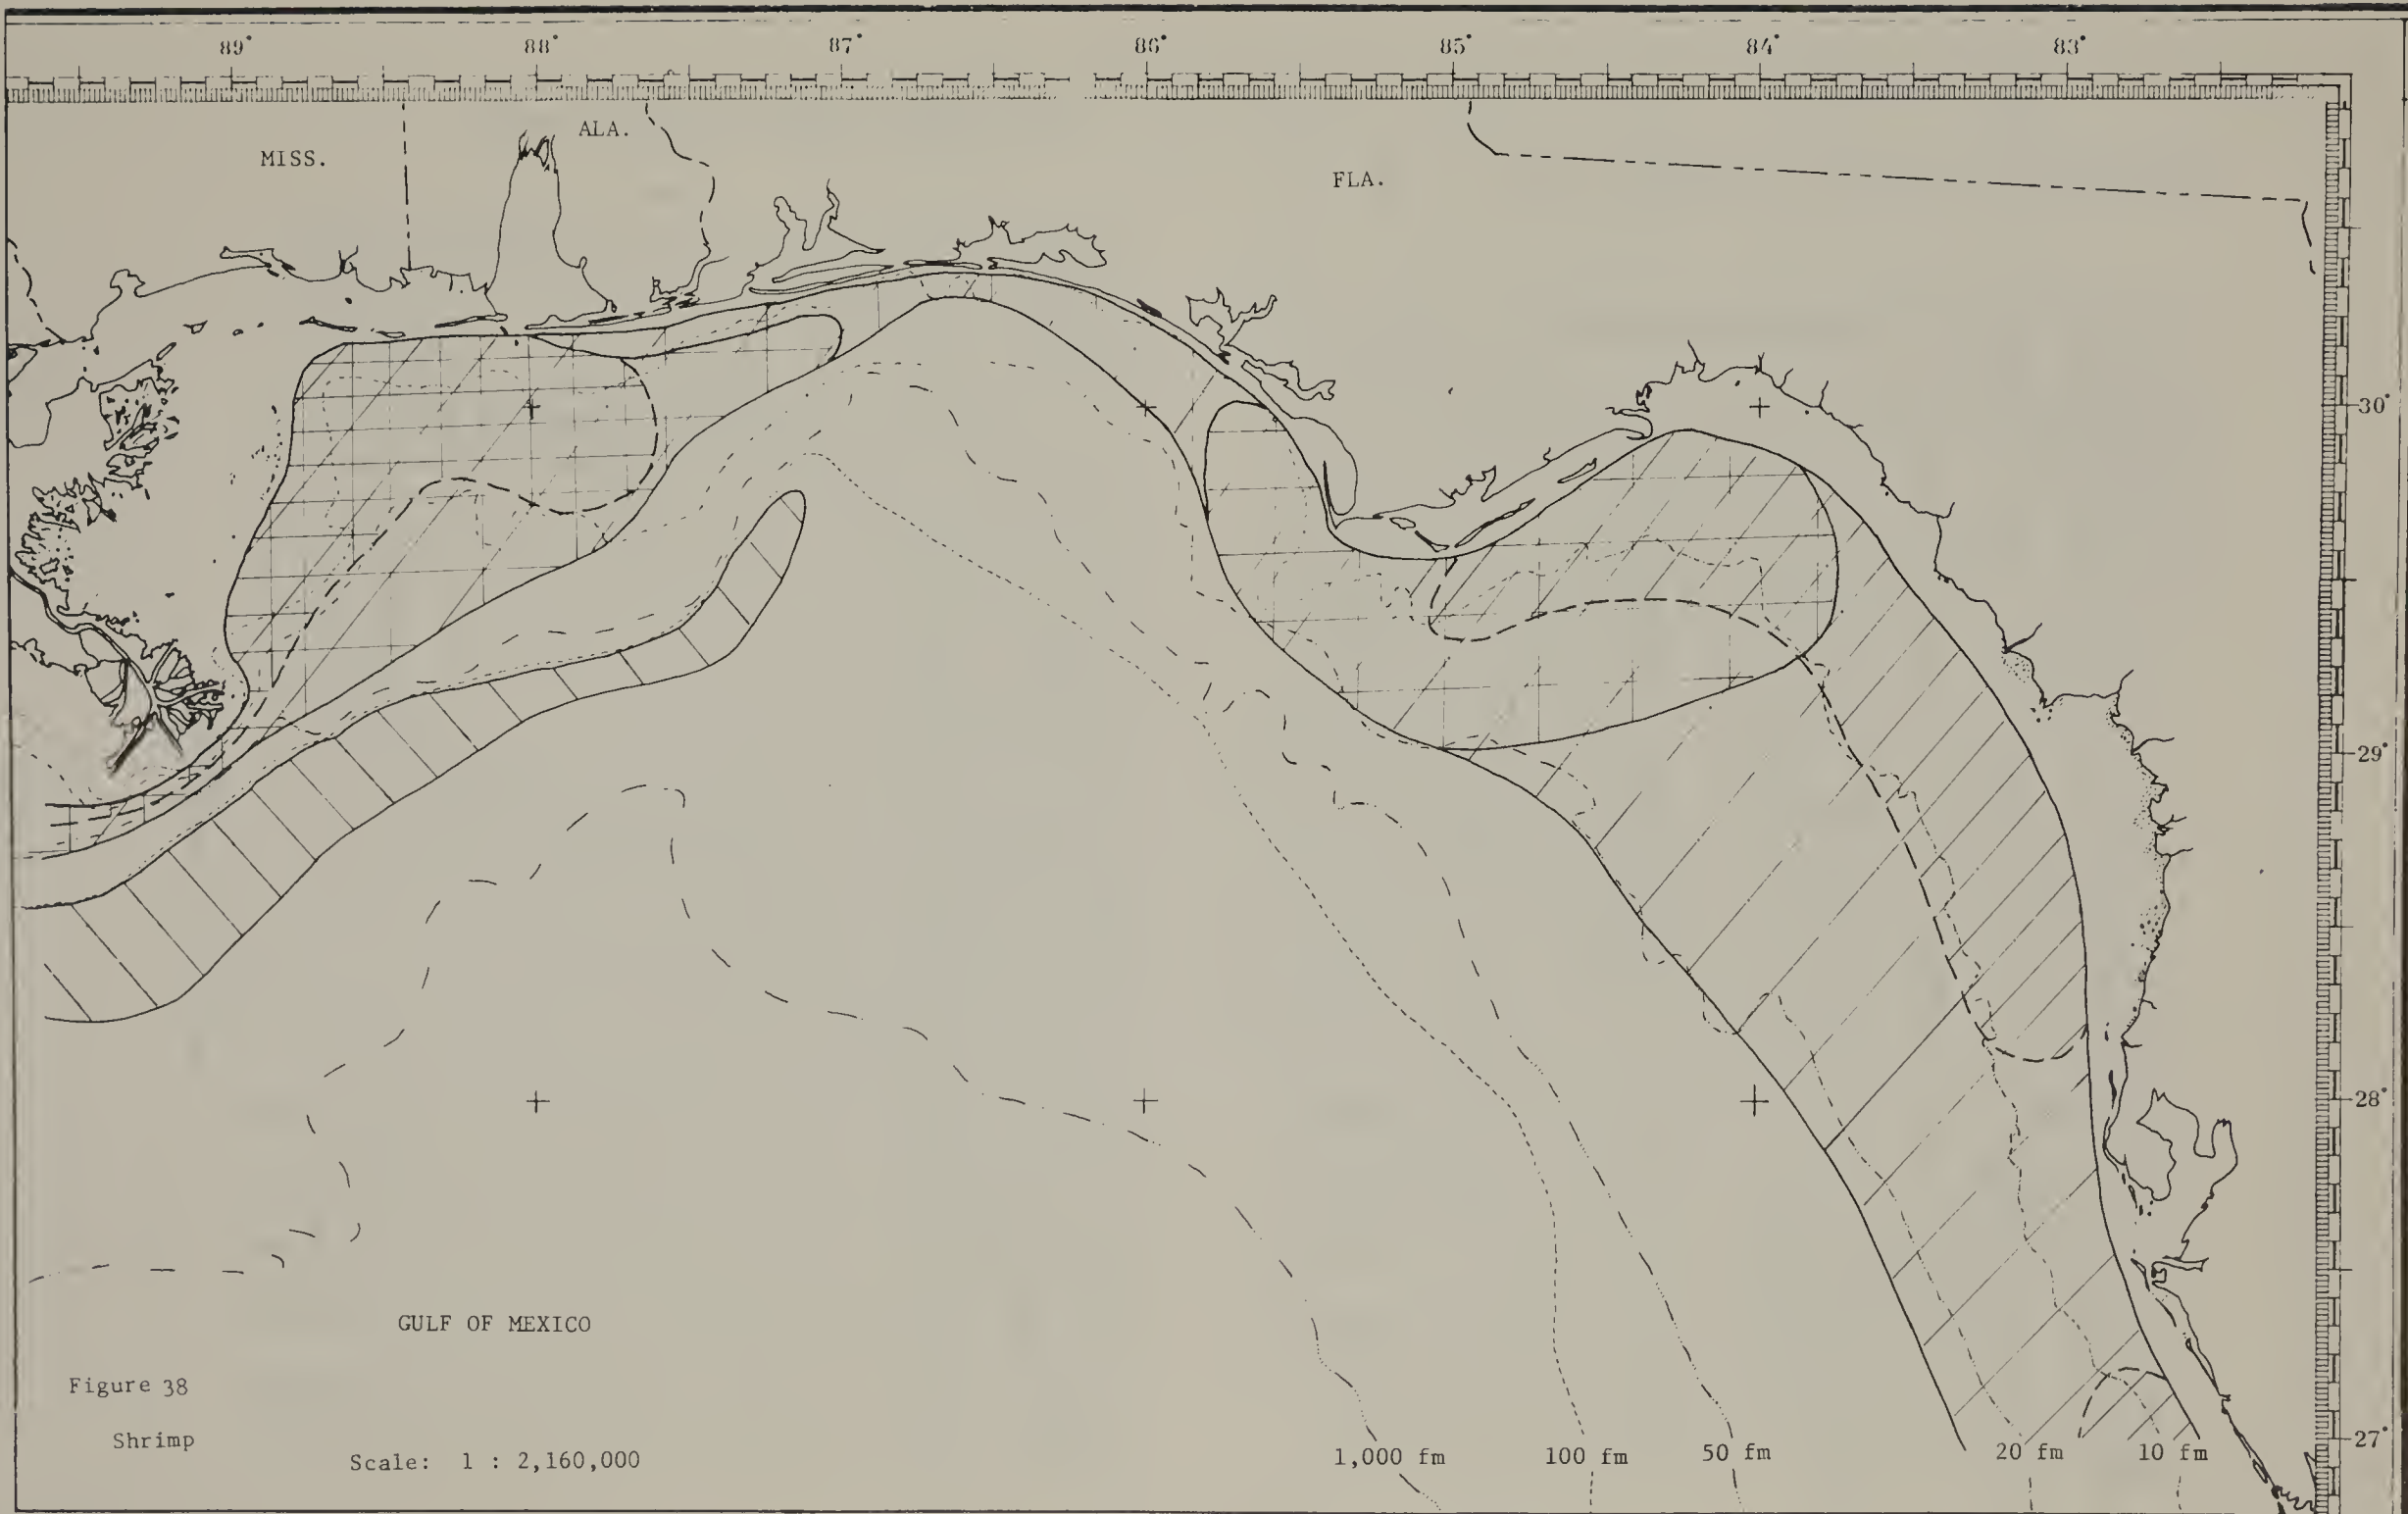 89° 88° 87° 86° 85° 84° 83°
ALA.
MISS.
FLA.
30°
29°
28°
27°
GULF OF MEXICO
Figure 38
Shrimp
Scale: 1 : 2,160,000
1,000 fm 100 fm 50 fm 20 fm 10 fm